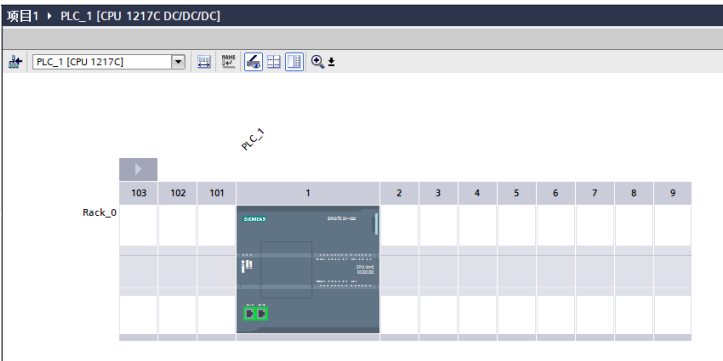 项目1 ▸ PLC_1 [CPU 1217C DC/DC/DC]
PLC_1 [CPU 1217C]
PLC_1
103 102 101 1 2 3 4 5 6 7 8 9
Rack_0
SIEMENS